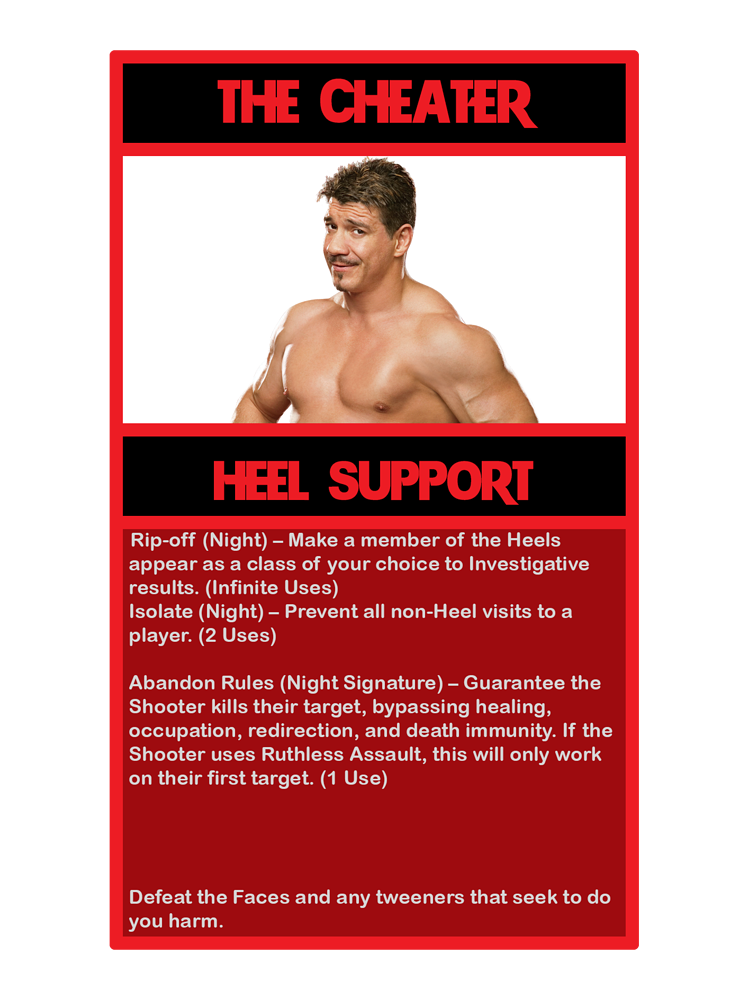 THE CHEATER
HEEL SUPPORT
Rip-off (Night) – Make a member of the Heels
appear as a class of your choice to Investigative
results. (Infinite Uses)
Isolate (Night) – Prevent all non-Heel visits to a
player. (2 Uses)
Abandon Rules (Night Signature) – Guarantee the
Shooter kills their target, bypassing healing,
occupation, redirection, and death immunity. If the
Shooter uses Ruthless Assault, this will only work
on their first target. (1 Use)
Defeat the Faces and any tweeners that seek to do
you harm.